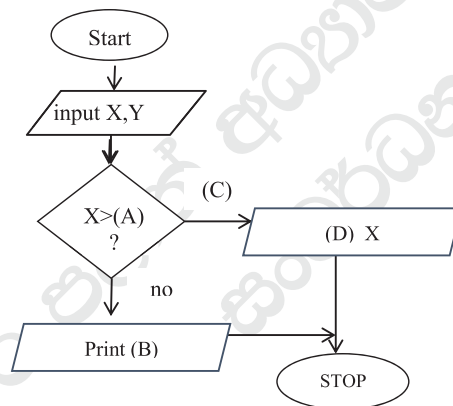 Start
input X,Y
X>(A)
?
(C)
(D) X
no
Print (B)
STOP